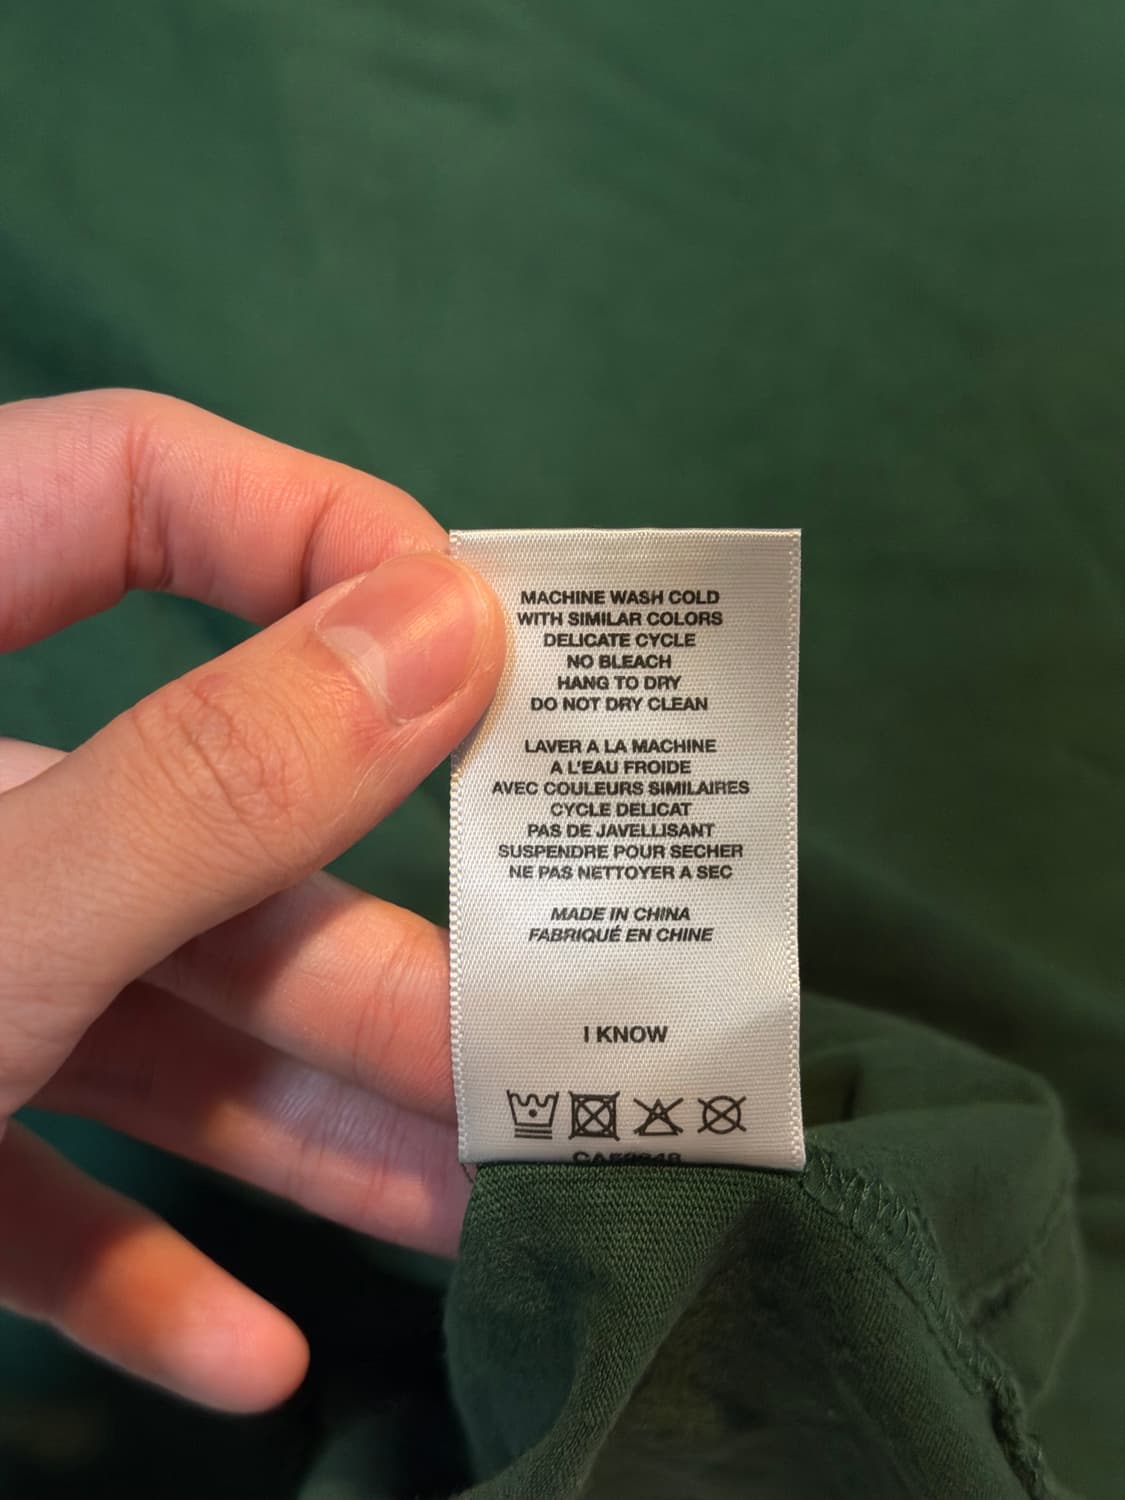 MACHINE WASH COLD
WITH SIMILAR COLORS
DELICATE CYCLE
NO BLEACH
HANG TO DRY
DO NOT DRY CLEAN
LAVER A LA MACHINE
A L'EAU FROIDE
AVEC COULEURS SIMILAIRES
CYCLE DELICAT
PAS DE JAVELLISANT
SUSPENDRE POUR SECHER
NE PAS NETTOYER A SEC
MADE IN CHINA
FABRIQUÉ EN CHINE
I KNOW